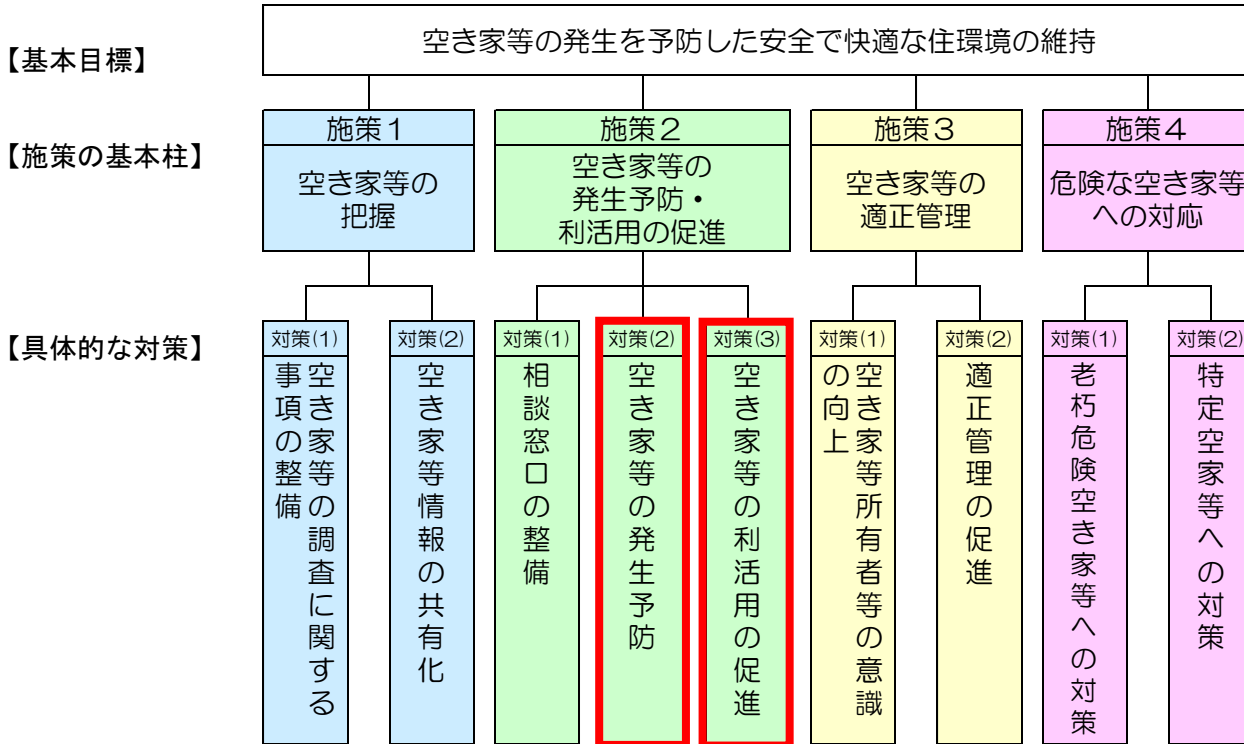 【基本目標】
空き家等の発生を予防した安全で快適な住環境の維持
【施策の基本柱】
施策１
空き家等の
把握
施策２
空き家等の
発生予防・
利活用の促進
施策３
空き家等の
適正管理
施策４
危険な空き家等
への対応
【具体的な対策】
対策(1)
空き家等の調査に関する
事項の整備
対策(2)
空き家等情報の共有化
対策(1)
相談窓口の整備
対策(2)
空き家等の発生予防
対策(3)
空き家等の利活用の促進
対策(1)
空き家等所有者等の意識
の向上
対策(2)
適正管理の促進
対策(1)
老朽危険空き家等への対策
対策(2)
特定空家等への対策